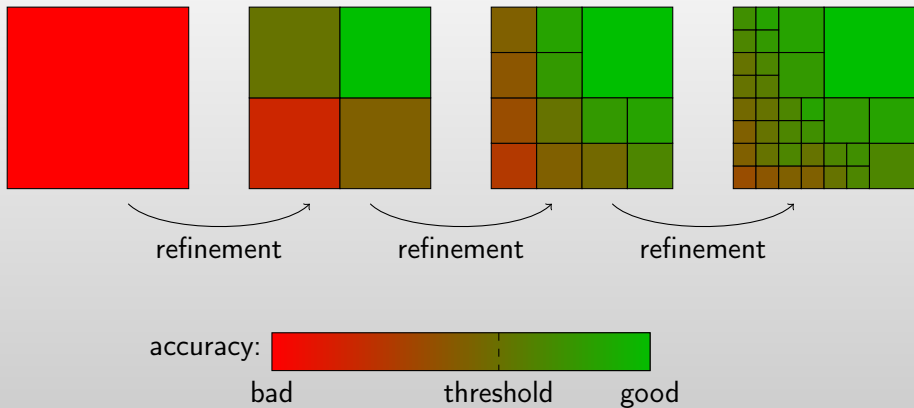 refinement
refinement
refinement
accuracy:
bad
threshold
good